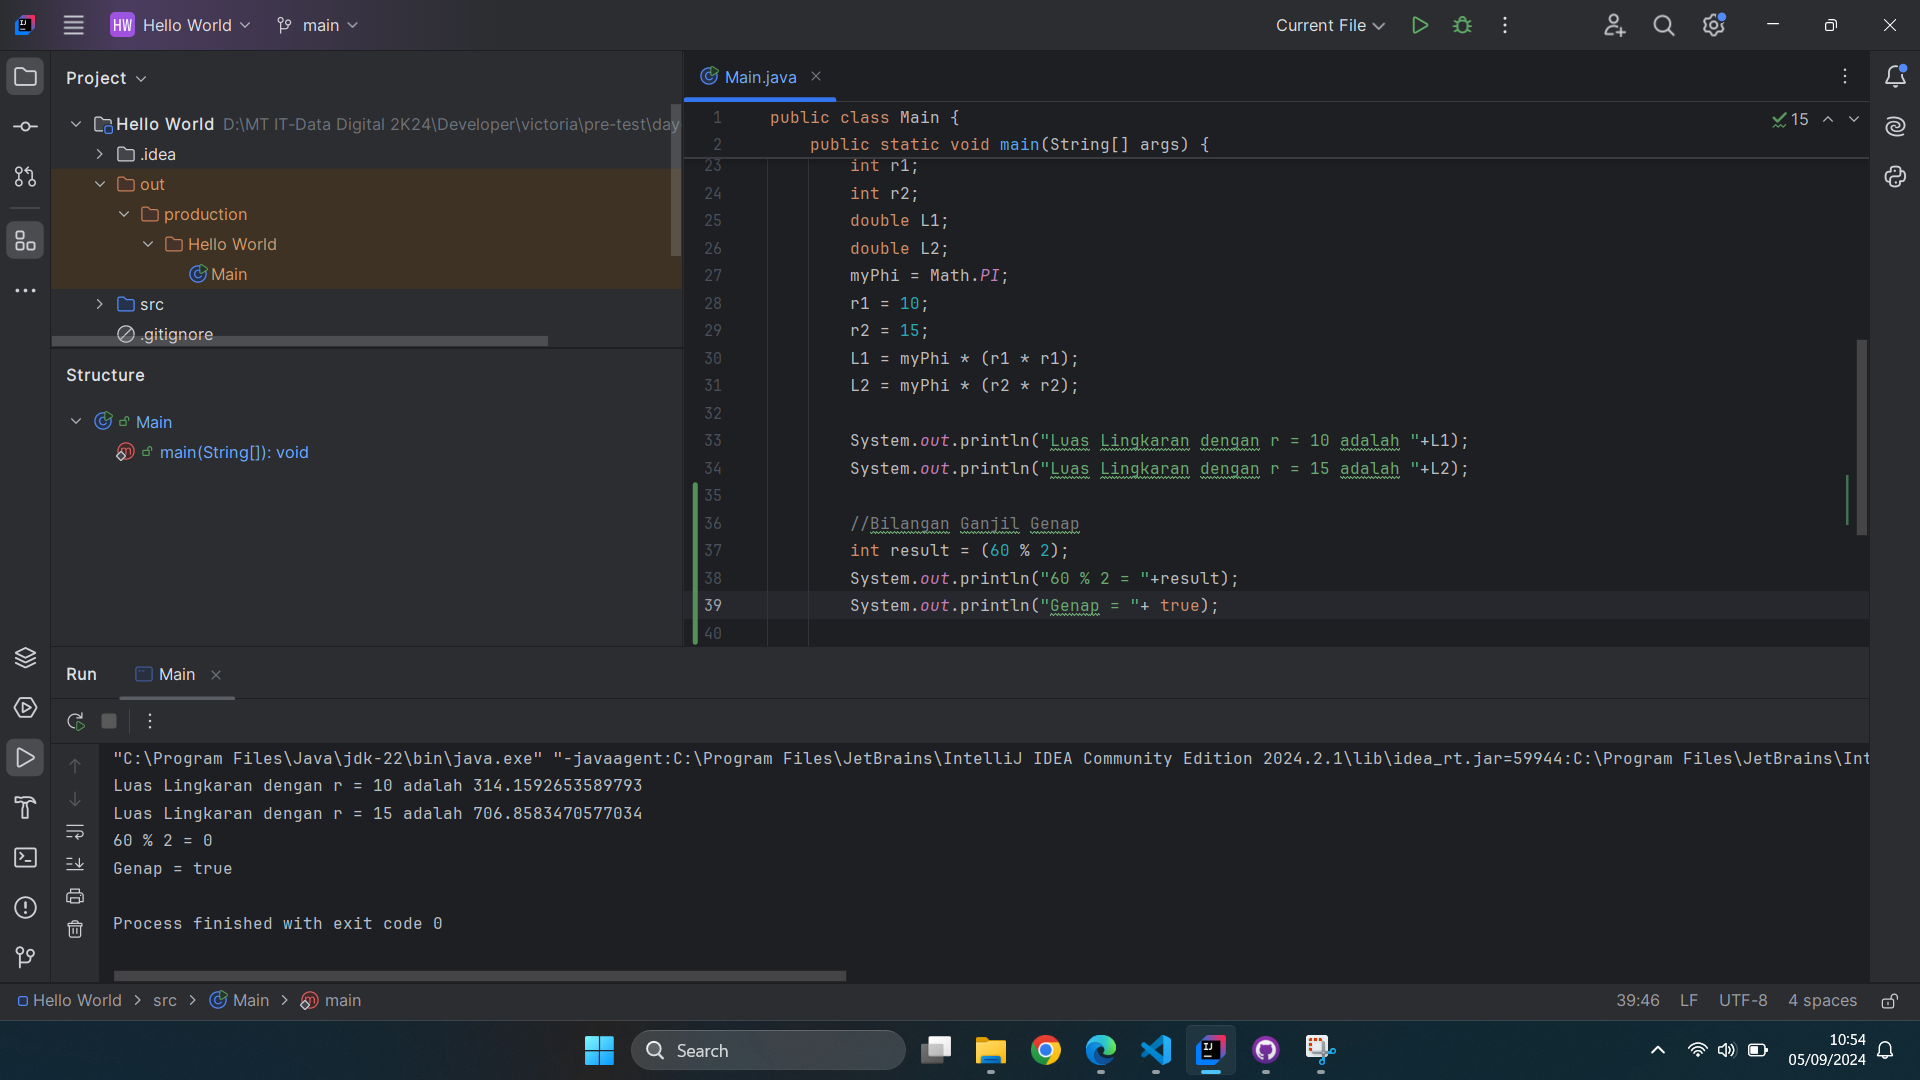 HW Hello World main Current File
Project
Hello World D:\MT IT-Data Digital 2K24\Developer\victoria\pre-test\day
.idea
out
production
Hello World
Main
src
.gitignore
Structure
Main
main(String[]): void
Main.java
15
1 public class Main {
2 public static void main(String[] args) {
23 int r1;
24 int r2;
25 double L1;
26 double L2;
27 myPhi = Math.PI;
28 r1 = 10;
29 r2 = 15;
30 L1 = myPhi * (r1 * r1);
31 L2 = myPhi * (r2 * r2);
32
33 System.out.println("Luas Lingkaran dengan r = 10 adalah "+L1);
34 System.out.println("Luas Lingkaran dengan r = 15 adalah "+L2);
35
36 //Bilangan Ganjil Genap
37 int result = (60 % 2);
38 System.out.println("60 % 2 = "+result);
39 System.out.println("Genap = "+ true);
40
Run Main
"C:\Program Files\Java\jdk-22\bin\java.exe" "-javaagent:C:\Program Files\JetBrains\IntelliJ IDEA Community Edition 2024.2.1\lib\idea_rt.jar=59944:C:\Program Files\JetBrains\Int
Luas Lingkaran dengan r = 10 adalah 314.1592653589793
Luas Lingkaran dengan r = 15 adalah 706.8583470577034
60 % 2 = 0
Genap = true
Process finished with exit code 0
Hello World > src > Main > main 39:46 LF UTF-8 4 spaces
Search
10:54
05/09/2024